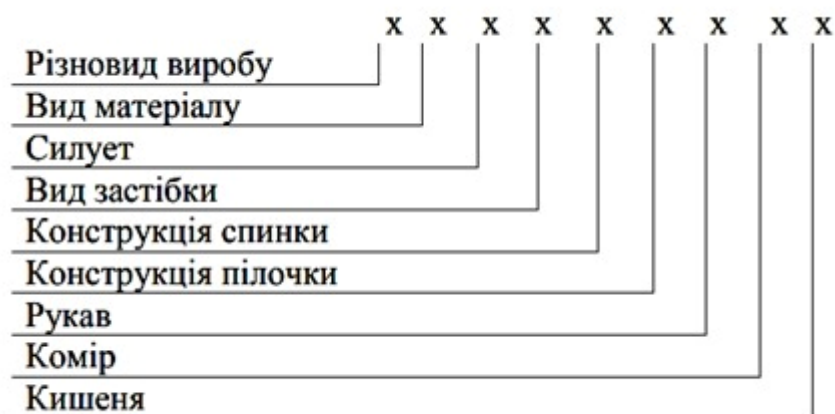 х х х х х х х х х
Різновид виробу
Вид матеріалу
Силует
Вид застібки
Конструкція спинки
Конструкція пілочки
Рукав
Комір
Кишеня